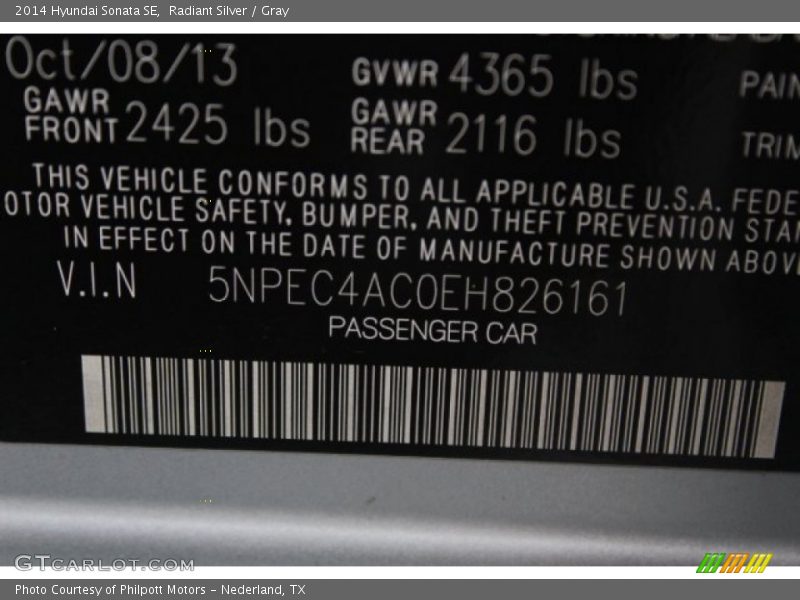 2014 Hyundai Sonata SE, Radiant Silver / Gray
Oct/08/13
GVWR 4365 lbs
GAWR FRONT 2425 lbs
GAWR REAR 2116 lbs
THIS VEHICLE CONFORMS TO ALL APPLICABLE U.S.A. FEDE
OTOR VEHICLE SAFETY, BUMPER, AND THEFT PREVENTION STA
IN EFFECT ON THE DATE OF MANUFACTURE SHOWN ABOV
V.I.N 5NPEC4AC0EH826161
PASSENGER CAR
PAIN
TRIM
GTCARLOT.COM
Photo Courtesy of Philpott Motors - Nederland, TX